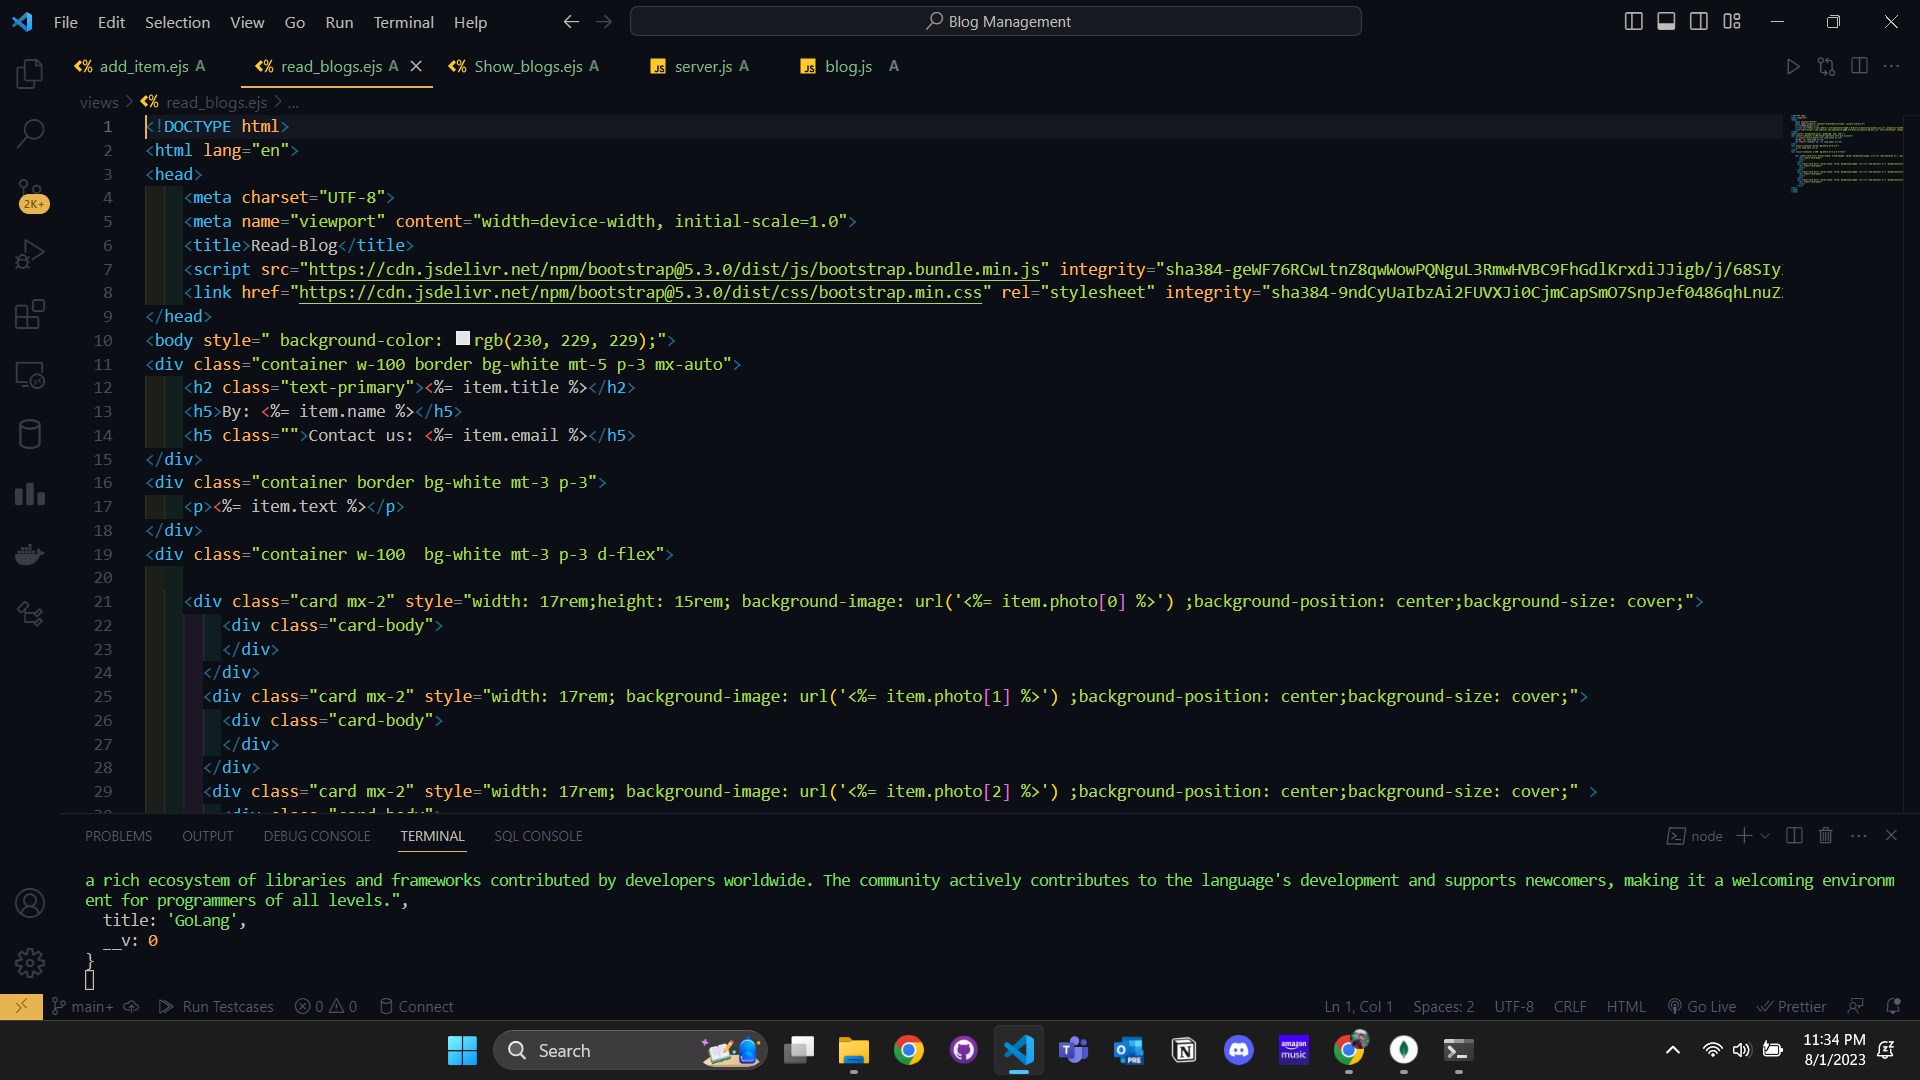 File Edit Selection View Go Run Terminal Help
Blog Management
add_item.ejs A
read_blogs.ejs A
Show_blogs.ejs A
JS server.js A
JS blog.js A
views > read_blogs.ejs > ...
1 <!DOCTYPE html>
2 <html lang="en">
3 <head>
4 <meta charset="UTF-8">
5 <meta name="viewport" content="width=device-width, initial-scale=1.0">
6 <title>Read-Blog</title>
7 <script src="https://cdn.jsdelivr.net/npm/bootstrap@5.3.0/dist/js/bootstrap.bundle.min.js" integrity="sha384-geWF76RCwLtnZ8qwWowPQNguL3RmwHVBC9FhGdlKrxdiJJigb/j/68SIy
8 <link href="https://cdn.jsdelivr.net/npm/bootstrap@5.3.0/dist/css/bootstrap.min.css" rel="stylesheet" integrity="sha384-9ndCyUaIbzAi2FUVXJi0CjmCapSmO7SnpJef0486qhLnuZ
9 </head>
10 <body style=" background-color: rgb(230, 229, 229);">
11 <div class="container w-100 border bg-white mt-5 p-3 mx-auto">
12 <h2 class="text-primary"><%= item.title %></h2>
13 <h5>By: <%= item.name %></h5>
14 <h5 class="">Contact us: <%= item.email %></h5>
15 </div>
16 <div class="container border bg-white mt-3 p-3">
17 <p><%= item.text %></p>
18 </div>
19 <div class="container w-100  bg-white mt-3 p-3 d-flex">
20
21 <div class="card mx-2" style="width: 17rem;height: 15rem; background-image: url('<%= item.photo[0] %>') ;background-position: center;background-size: cover;">
22 <div class="card-body">
23 </div>
24 </div>
25 <div class="card mx-2" style="width: 17rem; background-image: url('<%= item.photo[1] %>') ;background-position: center;background-size: cover;">
26 <div class="card-body">
27 </div>
28 </div>
29 <div class="card mx-2" style="width: 17rem; background-image: url('<%= item.photo[2] %>') ;background-position: center;background-size: cover;" >
PROBLEMS OUTPUT DEBUG CONSOLE TERMINAL SQL CONSOLE
node
a rich ecosystem of libraries and frameworks contributed by developers worldwide. The community actively contributes to the language's development and supports newcomers, making it a welcoming environm
ent for programmers of all levels.",
title: 'GoLang',
__v: 0
}
2K+
main+ Run Testcases 0 0 Connect
Ln 1, Col 1 Spaces: 2 UTF-8 CRLF HTML Go Live Prettier
Search
PRE
amazon music
11:34 PM
8/1/2023